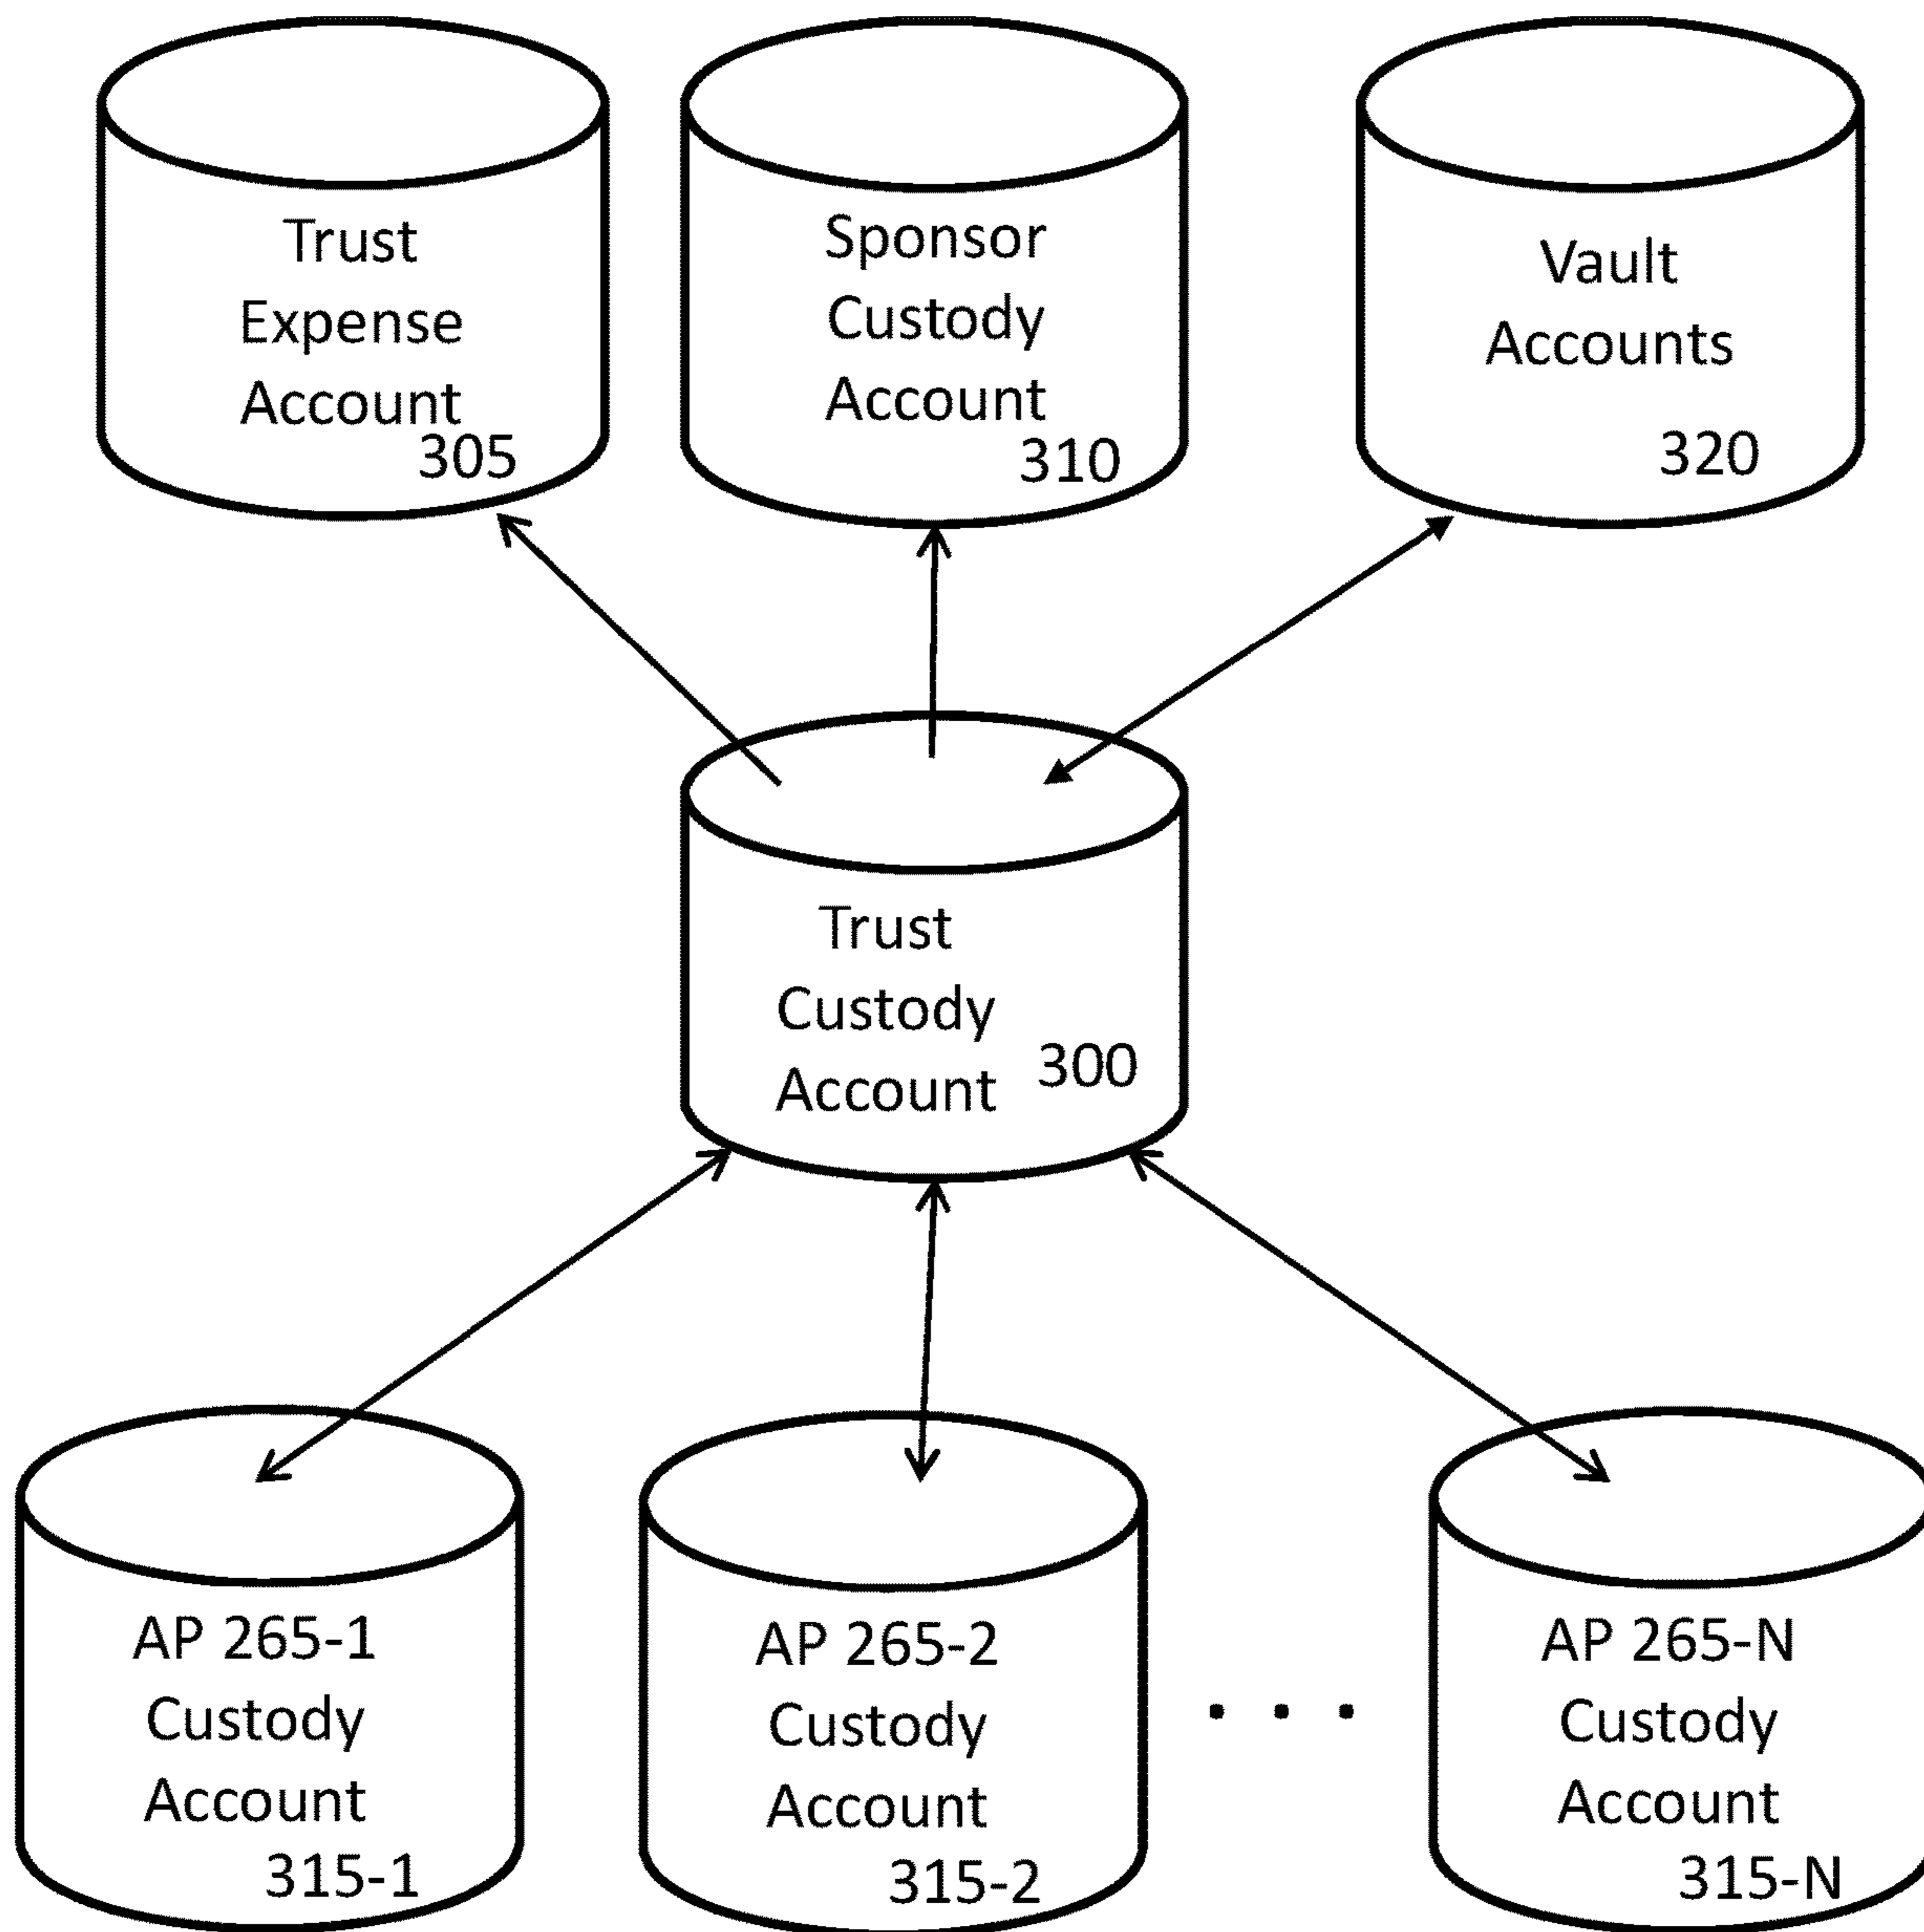 Trust
Expense
Account
305
Sponsor
Custody
Account
310
Vault
Accounts
320
Trust
Custody
Account
300
AP 265-1
Custody
Account
315-1
AP 265-2
Custody
Account
315-2
. . .
AP 265-N
Custody
Account
315-N